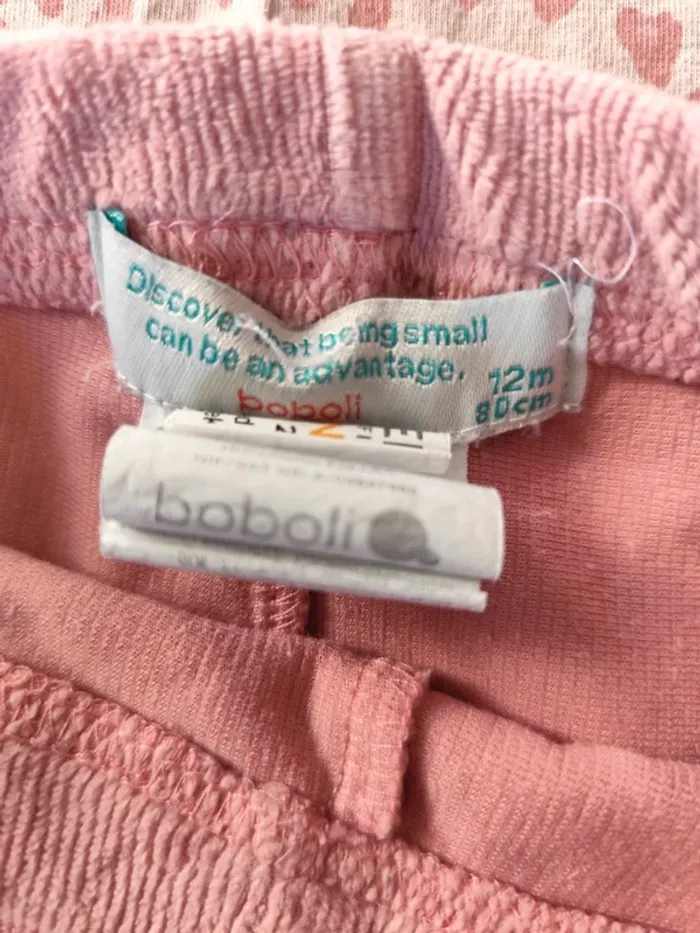 Discover that being small
can be an advantage.
12m
80cm
boboli
boboli